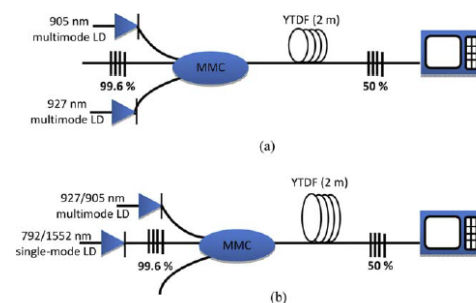 905 nm
multimode LD
YTDF (2 m)
MMC
99.6 %
50 %
927 nm
multimode LD
(a)
927/905 nm
multimode LD
YTDF (2 m)
792/1552 nm
single-mode LD
MMC
99.6 %
50 %
(b)